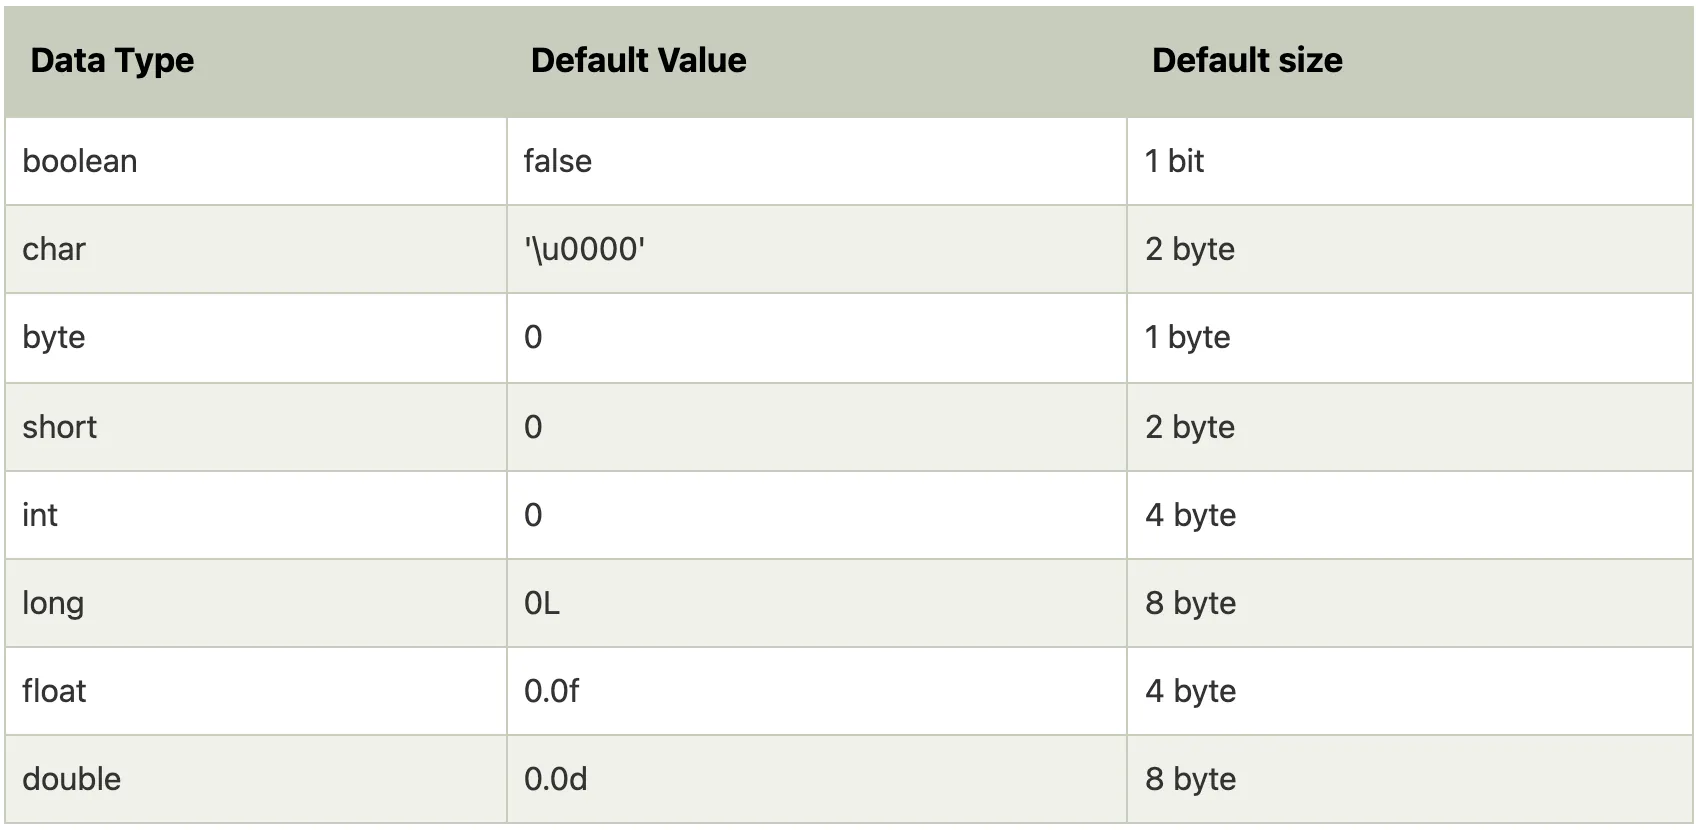 Data Type Default Value Default size
boolean false 1 bit
char '\u0000' 2 byte
byte 0 1 byte
short 0 2 byte
int 0 4 byte
long 0L 8 byte
float 0.0f 4 byte
double 0.0d 8 byte